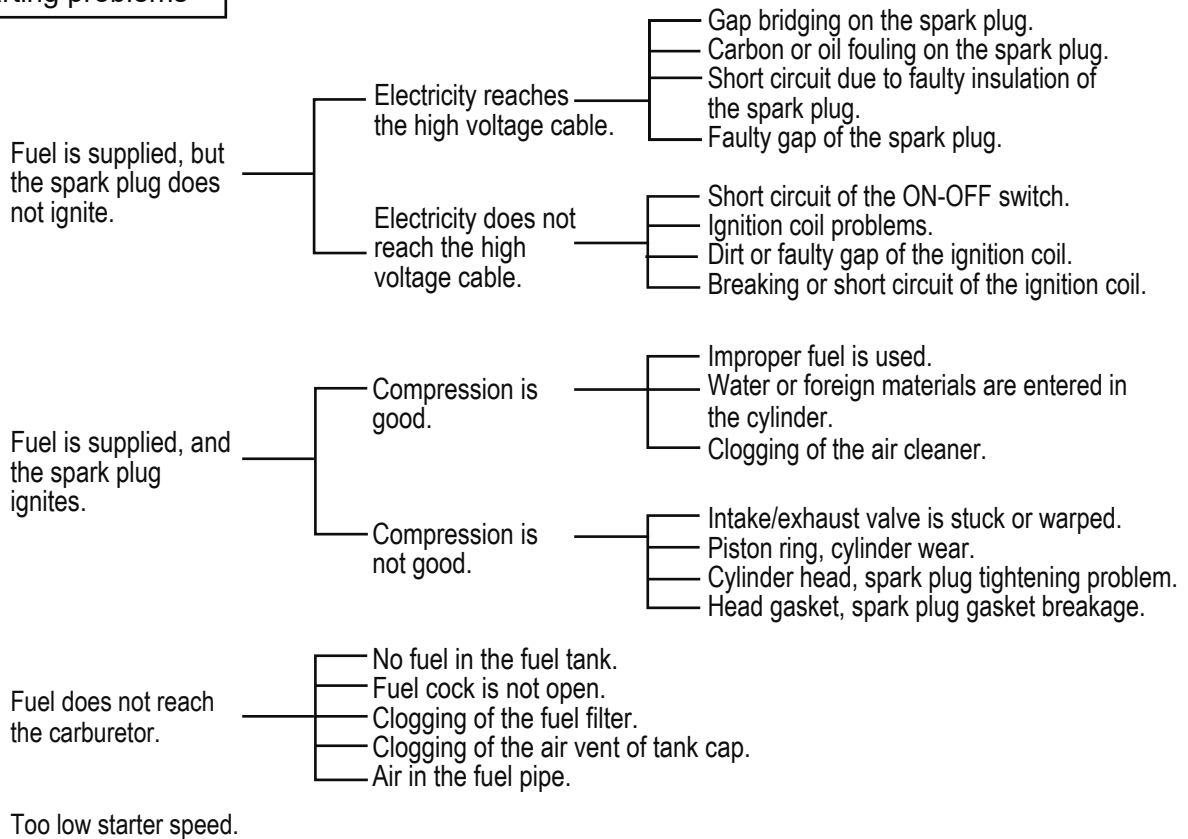 rting problems
Fuel is supplied, but
the spark plug does
not ignite.
Electricity reaches
the high voltage cable.
Gap bridging on the spark plug.
Carbon or oil fouling on the spark plug.
Short circuit due to faulty insulation of
the spark plug.
Faulty gap of the spark plug.
Electricity does not
reach the high
voltage cable.
Short circuit of the ON-OFF switch.
Ignition coil problems.
Dirt or faulty gap of the ignition coil.
Breaking or short circuit of the ignition coil.
Fuel is supplied, and
the spark plug
ignites.
Compression is
good.
Improper fuel is used.
Water or foreign materials are entered in
the cylinder.
Clogging of the air cleaner.
Compression is
not good.
Intake/exhaust valve is stuck or warped.
Piston ring, cylinder wear.
Cylinder head, spark plug tightening problem.
Head gasket, spark plug gasket breakage.
Fuel does not reach
the carburetor.
No fuel in the fuel tank.
Fuel cock is not open.
Clogging of the fuel filter.
Clogging of the air vent of tank cap.
Air in the fuel pipe.
Too low starter speed.